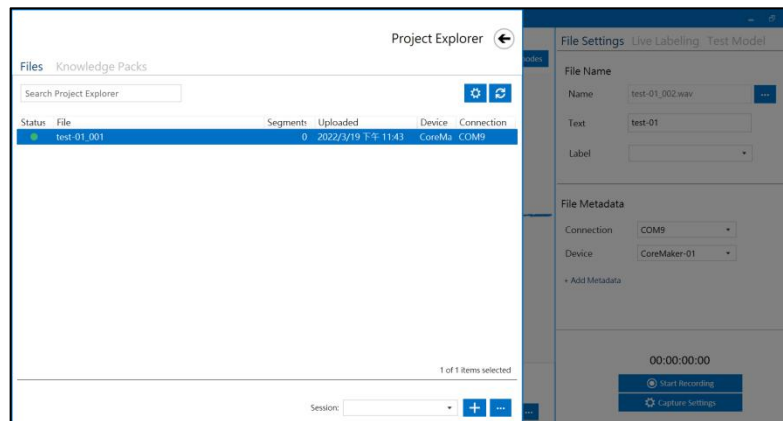 Project Explorer
Files Knowledge Packs
Search Project Explorer
Status File Segments Uploaded Device Connection
test-01_001 0 2022/3/19 下午 11:43 CoreMa COM9
1 of 1 items selected
Session:
File Settings Live Labeling Test Model
File Name
Name test-01_002.wav ...
Text test-01
Label
File Metadata
Connection COM9
Device CoreMaker-01
+ Add Metadata
00:00:00:00
Start Recording
Capture Settings